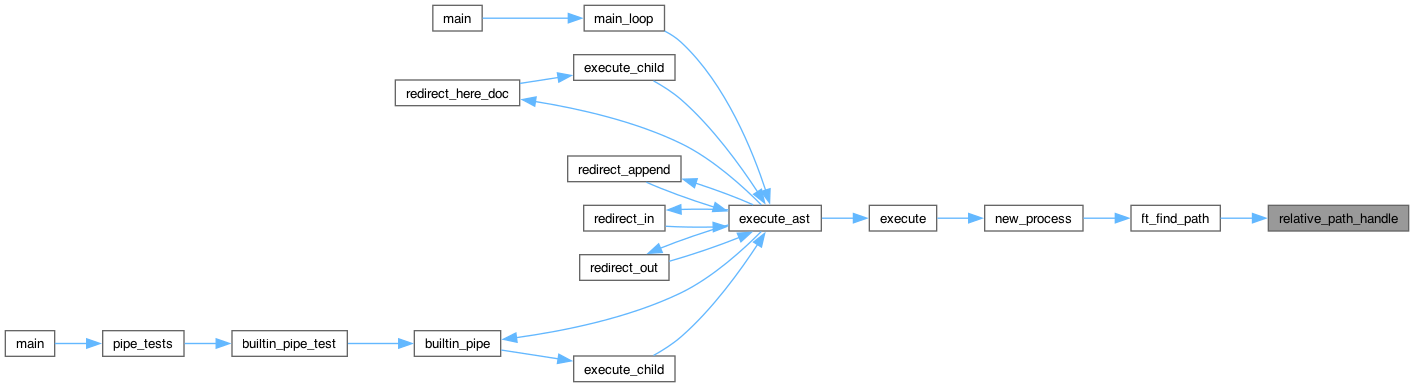 main
main_loop
execute_child
redirect_here_doc
redirect_append
redirect_in
execute_ast
execute
new_process
ft_find_path
relative_path_handle
redirect_out
main
pipe_tests
builtin_pipe_test
builtin_pipe
execute_child